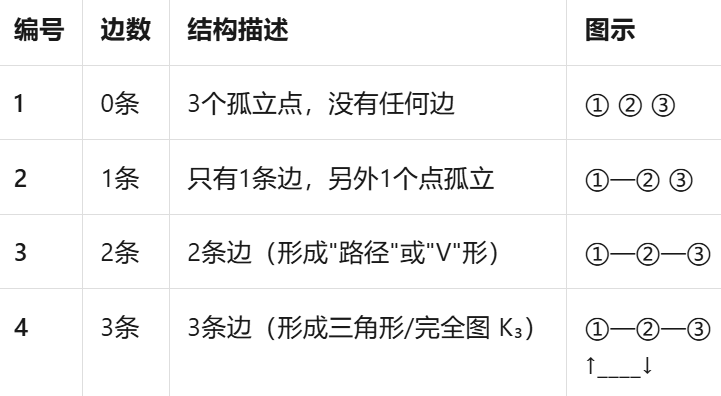 编号 边数 结构描述 图示
1 0条 3个孤立点，没有任何边 ① ② ③
2 1条 只有1条边，另外1个点孤立 ①—② ③
3 2条 2条边（形成"路径"或"V"形） ①—②—③
4 3条 3条边（形成三角形/完全图 K₃） ①—②—③
↑____↓